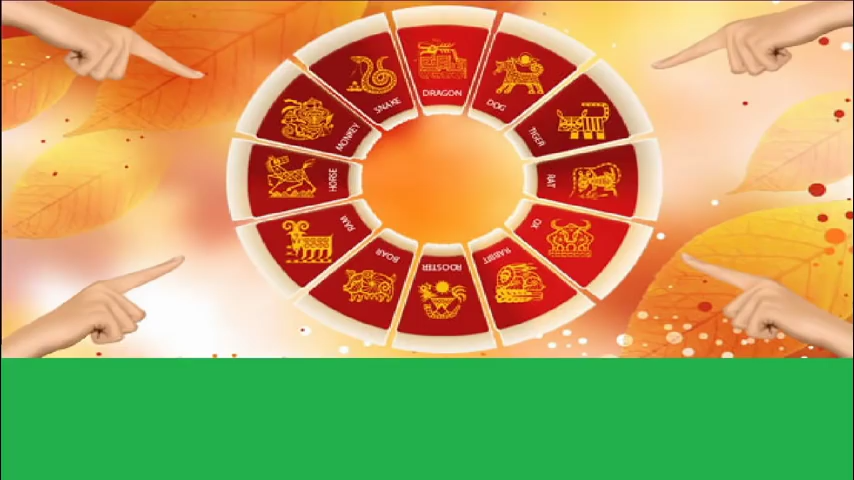 DRAGON
DOG
TIGER
RAT
OX
RABBIT
ROOSTER
BOAR
RAM
HORSE
MONKEY
SNAKE